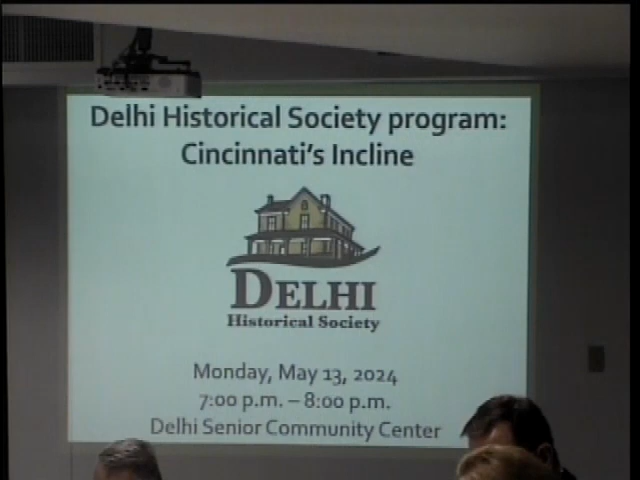 Delhi Historical Society program:
Cincinnati's Incline
DELHI
Historical Society
Monday, May 13, 2024
7:00 p.m. – 8:00 p.m.
Delhi Senior Community Center